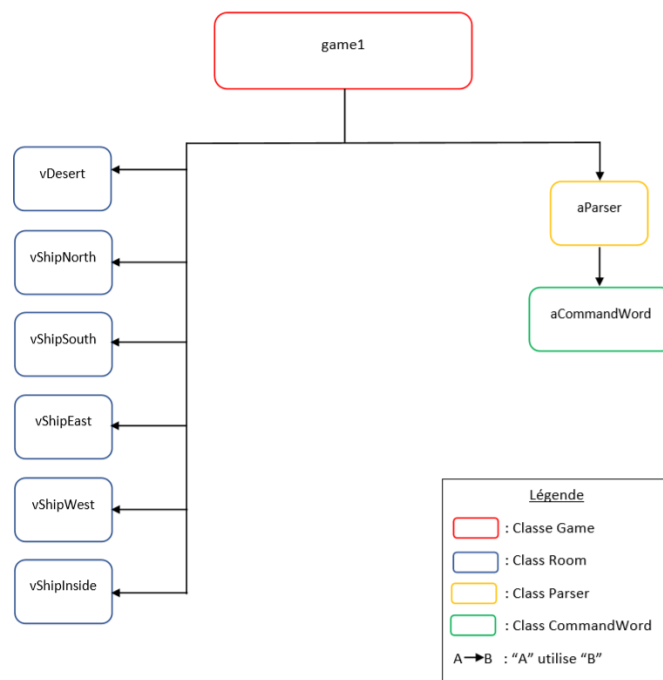 game1
vDesert
vShipNorth
vShipSouth
vShipEast
vShipWest
vShipInside
aParser
aCommandWord
Légende
: Classe Game
: Class Room
: Class Parser
: Class CommandWord
A→B : “A” utilise “B”